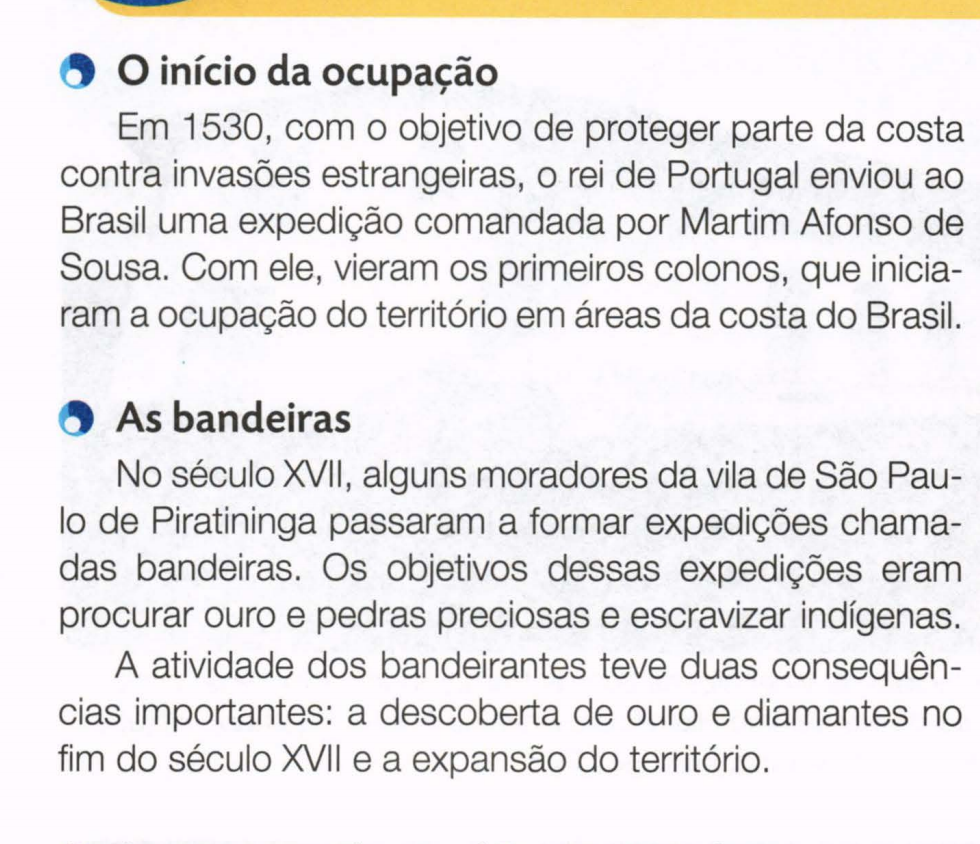 O início da ocupação
Em 1530, com o objetivo de proteger parte da costa
contra invasões estrangeiras, o rei de Portugal enviou ao
Brasil uma expedição comandada por Martim Afonso de
Sousa. Com ele, vieram os primeiros colonos, que inicia-
ram a ocupação do território em áreas da costa do Brasil.
As bandeiras
No século XVII, alguns moradores da vila de São Pau-
lo de Piratininga passaram a formar expedições chama-
das bandeiras. Os objetivos dessas expedições eram
procurar ouro e pedras preciosas e escravizar indígenas.
A atividade dos bandeirantes teve duas consequên-
cias importantes: a descoberta de ouro e diamantes no
fim do século XVII e a expansão do território.